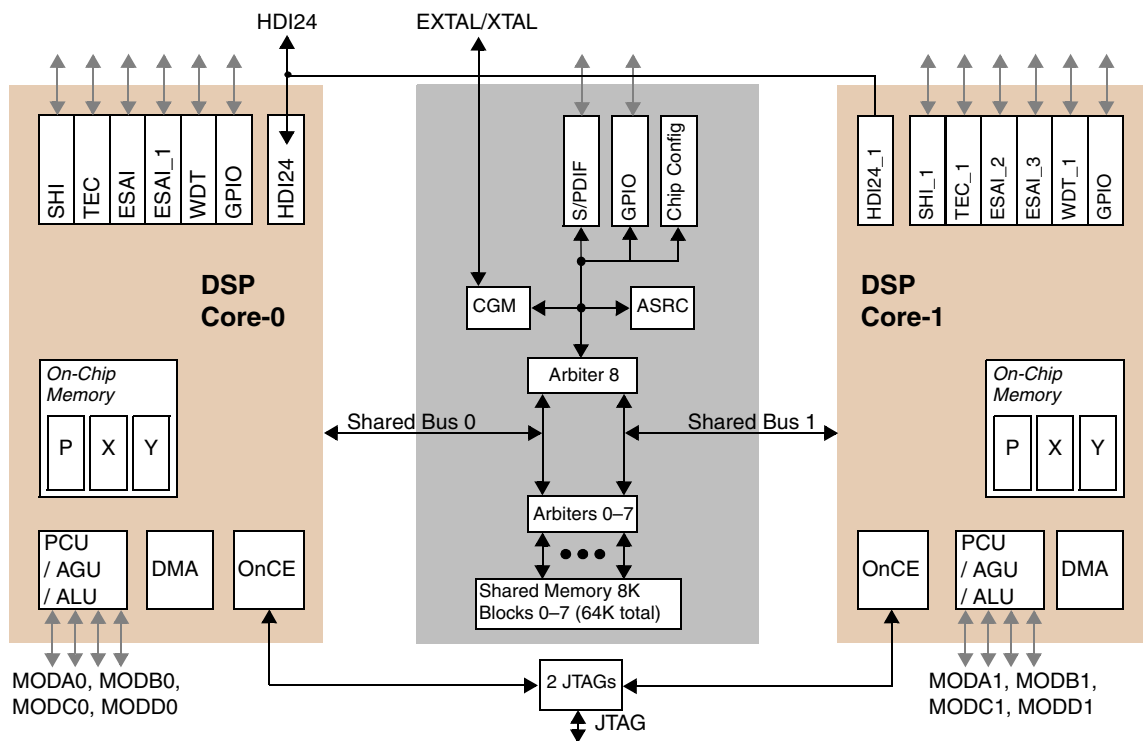 HDI24
EXTAL/XTAL
SHI
TEC
ESAI
ESAI_1
WDT
GPIO
HDI24
S/PDIF
GPIO
Chip Config
HDI24_1
SHI_1
TEC_1
ESAI_2
ESAI_3
WDT_1
GPIO
DSP
Core-0
CGM
ASRC
DSP
Core-1
Arbiter 8
On-Chip
Memory
P
X
Y
Shared Bus 0
Shared Bus 1
On-Chip
Memory
P
X
Y
Arbiters 0–7
PCU
/ AGU
/ ALU
DMA
OnCE
Shared Memory 8K
Blocks 0–7 (64K total)
OnCE
PCU
/ AGU
/ ALU
DMA
MODA0, MODB0,
MODC0, MODD0
2 JTAGs
JTAG
MODA1, MODB1,
MODC1, MODD1